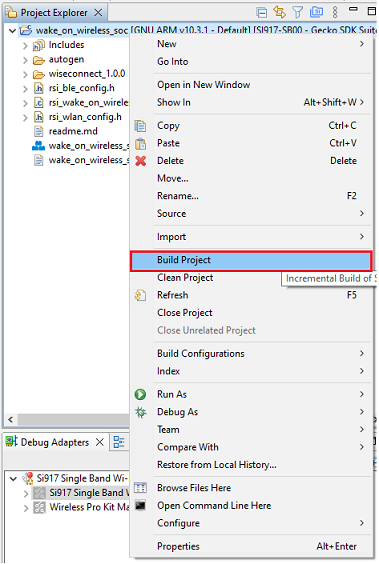 Project Explorer
wake_on_wireless_soc [GNU ARM v10.3.1 - Default] [SI917-SB00 - Gecko SDK Suite
Includes
autogen
wiseconnect_1.0.0
rsi_ble_config.h
rsi_wake_on_wireles
rsi_wlan_config.h
readme.md
wake_on_wireless_s
wake_on_wireless_s
New
Go Into
Open in New Window
Show In Alt+Shift+W
Copy Ctrl+C
Paste Ctrl+V
Delete Delete
Move...
Rename... F2
Source
Import
Build Project
Clean Project
Incremental Build of S
Refresh F5
Close Project
Close Unrelated Project
Build Configurations
Index
Run As
Debug As
Team
Compare With
Restore from Local History...
Browse Files Here
Open Command Line Here
Configure
Properties Alt+Enter
Debug Adapters
Si917 Single Band Wi-
Si917 Single Band W
Wireless Pro Kit Ma